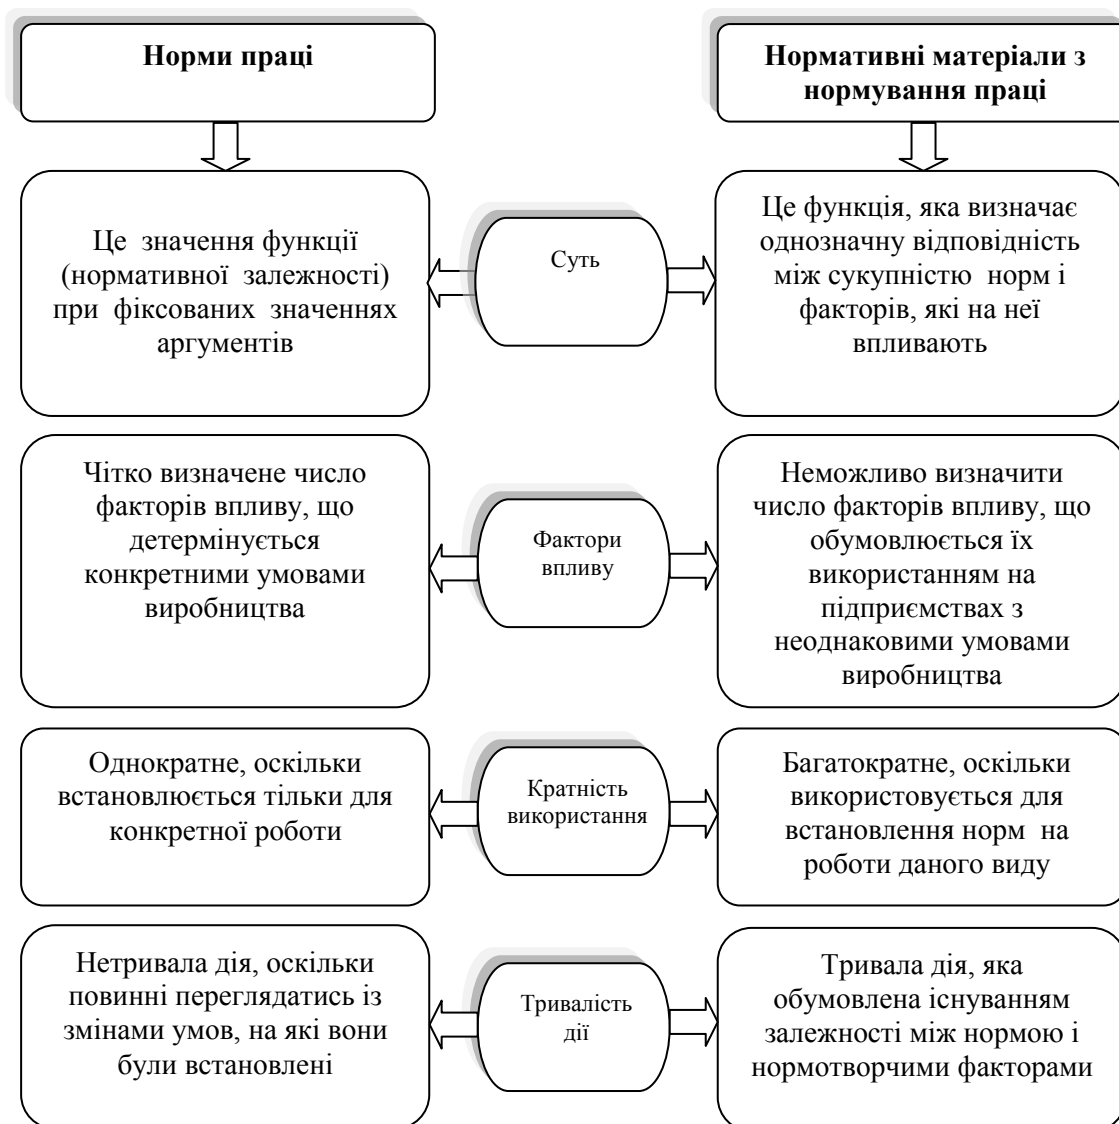 Норми праці
Нормативні матеріали з
нормування праці
Це значення функції
(нормативної залежності)
при фіксованих значеннях
аргументів
Суть
Це функція, яка визначає
однозначну відповідність
між сукупністю норм і
факторів, які на неї
впливають
Чітко визначене число
факторів впливу, що
детермінується
конкретними умовами
виробництва
Фактори
впливу
Неможливо визначити
число факторів впливу, що
обумовлюється їх
використанням на
підприємствах з
неоднаковими умовами
виробництва
Однократне, оскільки
встановлюється тільки для
конкретної роботи
Кратність
використання
Багатократне, оскільки
використовується для
встановлення норм на
роботи даного виду
Нетривала дія, оскільки
повинні переглядатись із
змінами умов, на які вони
були встановлені
Тривалість
дії
Тривала дія, яка
обумовлена існуванням
залежності між нормою і
нормотворчими факторами